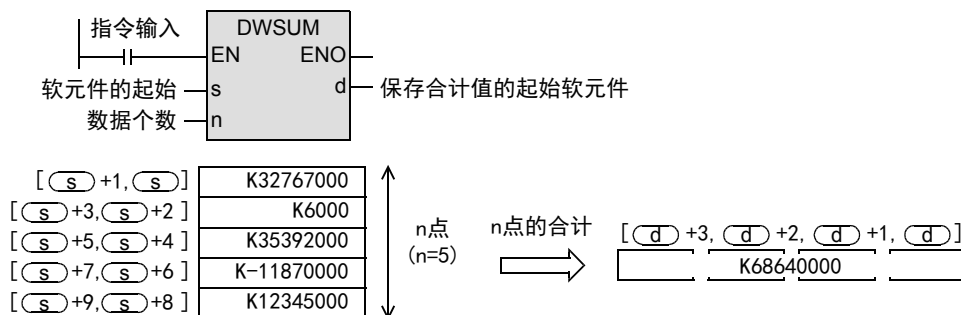 指令输入
DWSUM
EN ENO
软元件的起始 s d 保存合计值的起始软元件
数据个数 n
[ s +1, s ] K32767000
[ s +3, s +2 ] K6000
[ s +5, s +4 ] K35392000
[ s +7, s +6 ] K-11870000
[ s +9, s +8 ] K12345000
n点
(n=5)
n点的合计
[ d +3, d +2, d +1, d ]
K68640000